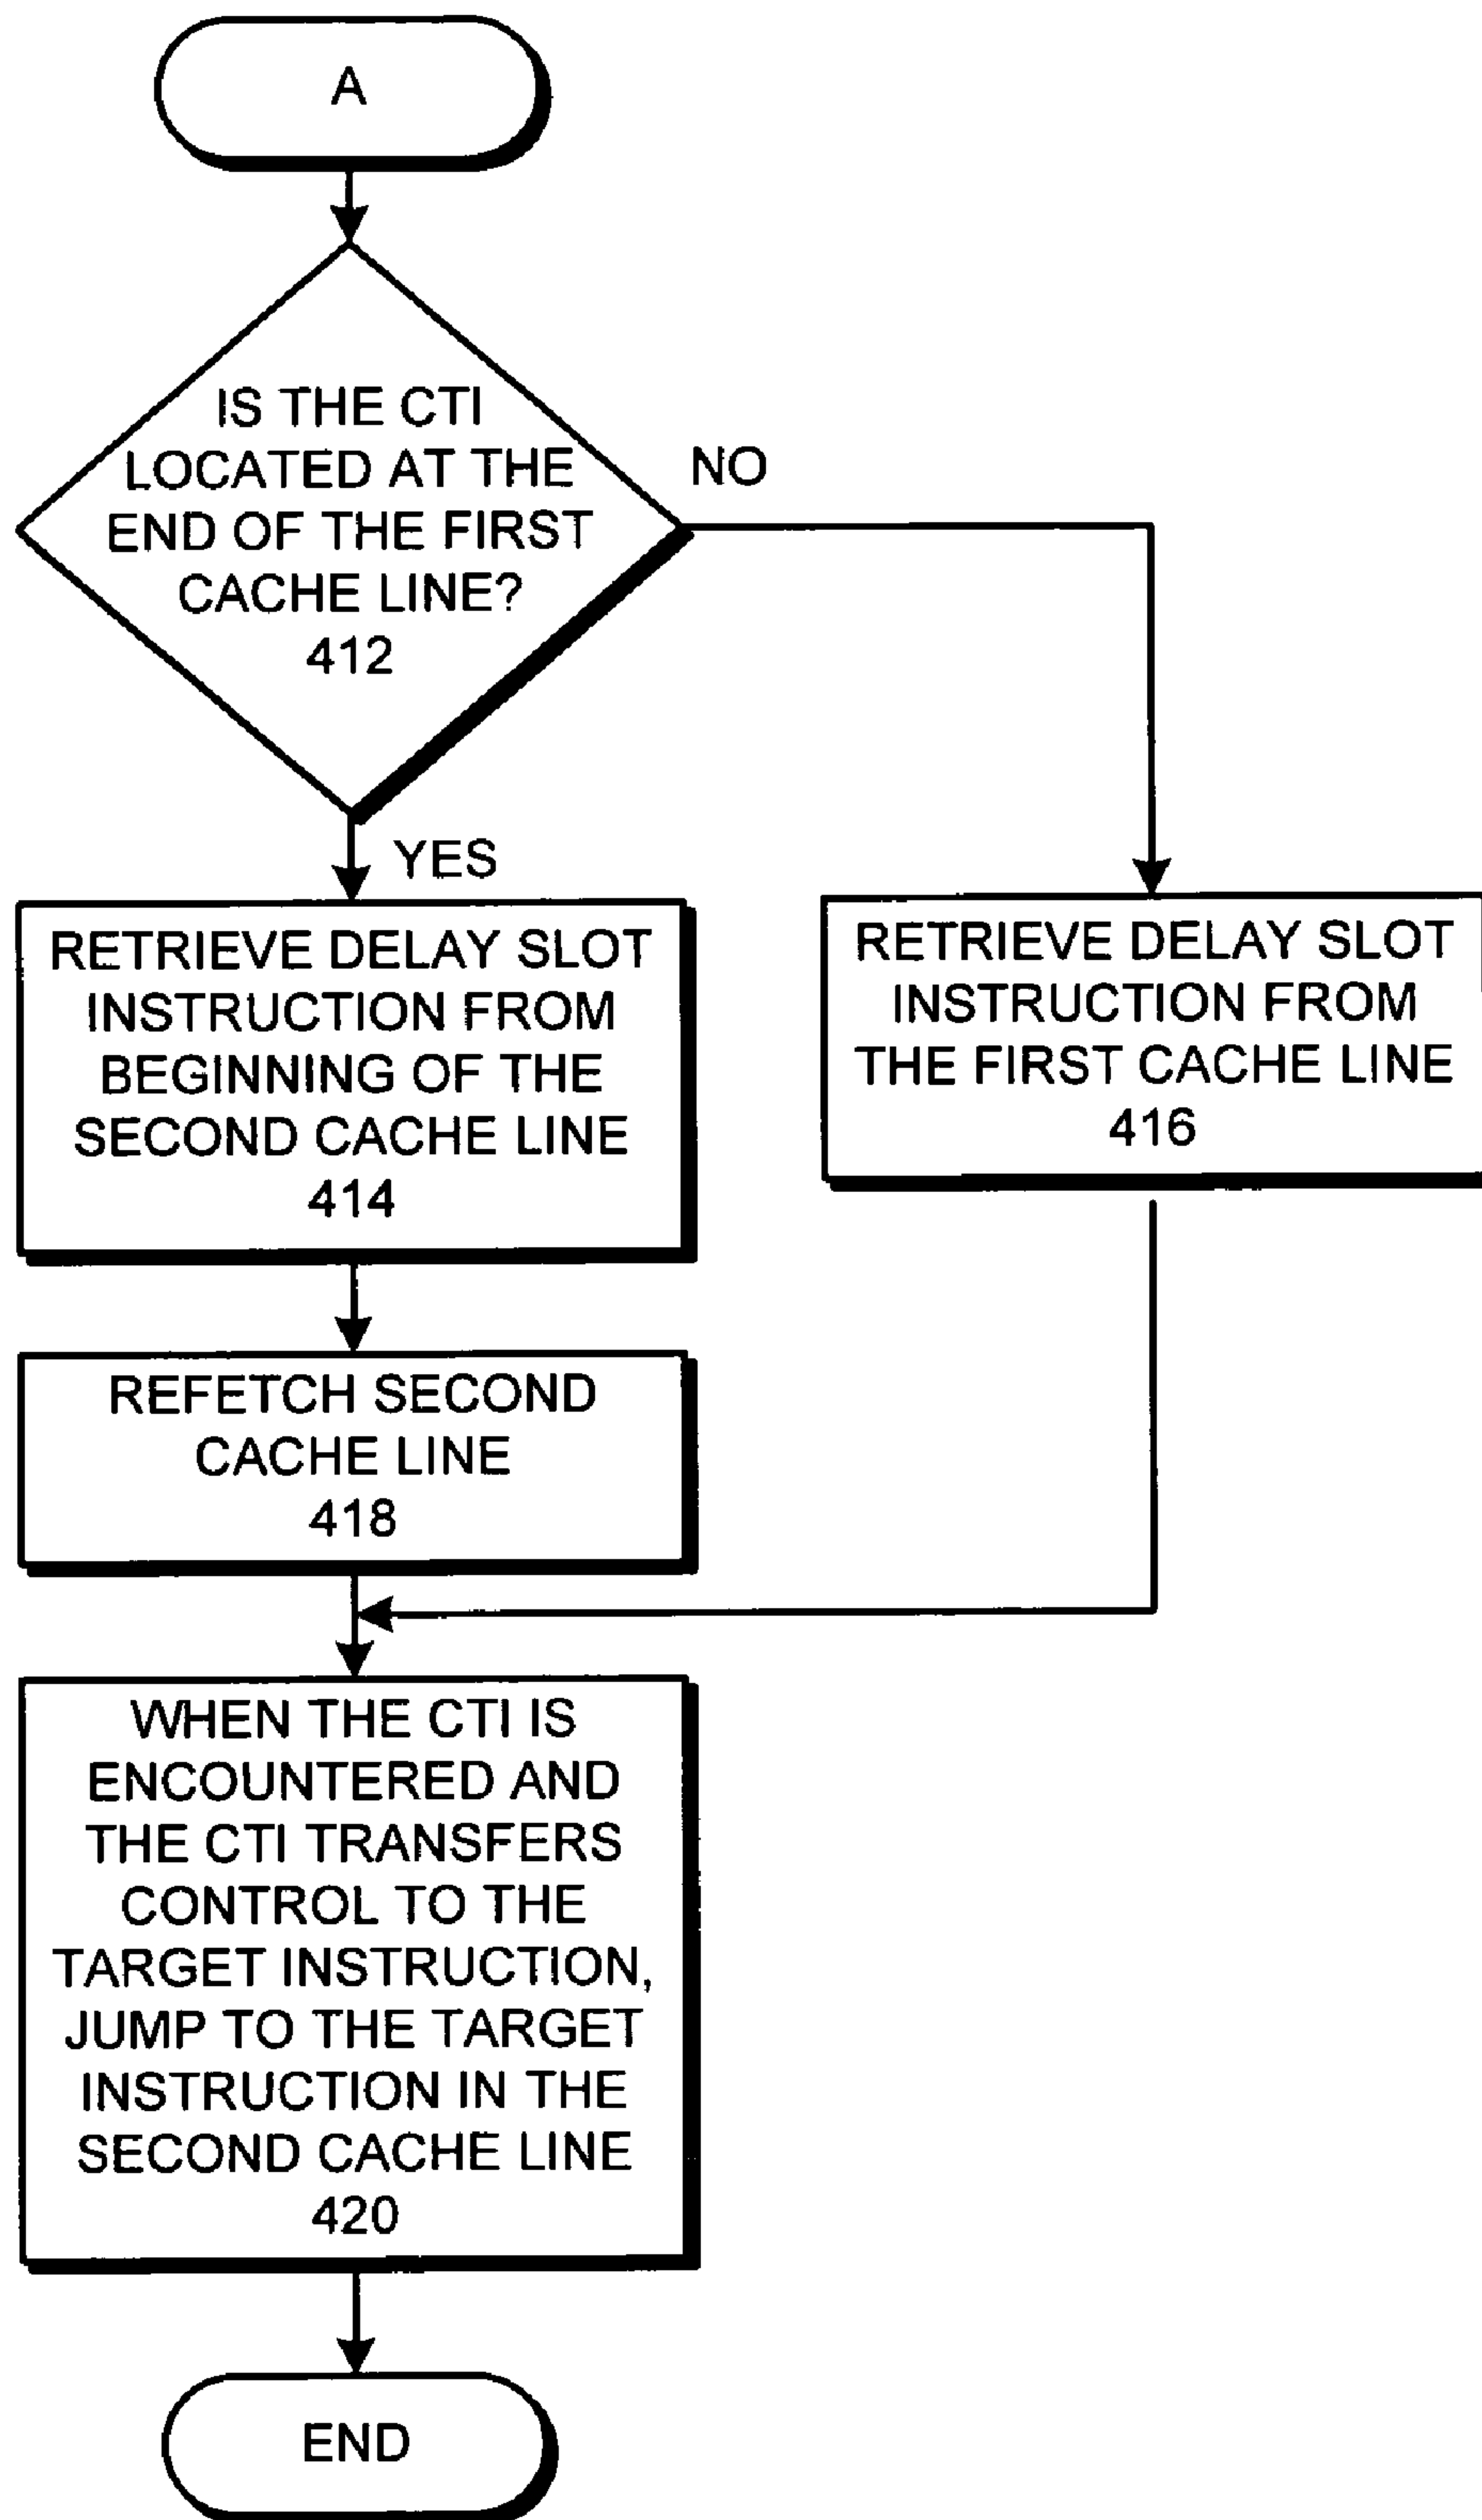 A
IS THE CTI
LOCATED AT THE
END OF THE FIRST
CACHE LINE?
412
NO
YES
RETRIEVE DELAY SLOT
INSTRUCTION FROM
BEGINNING OF THE
SECOND CACHE LINE
414
RETRIEVE DELAY SLOT
INSTRUCTION FROM
THE FIRST CACHE LINE
416
REFETCH SECOND
CACHE LINE
418
WHEN THE CTI IS
ENCOUNTERED AND
THE CTI TRANSFERS
CONTROL TO THE
TARGET INSTRUCTION,
JUMP TO THE TARGET
INSTRUCTION IN THE
SECOND CACHE LINE
420
END